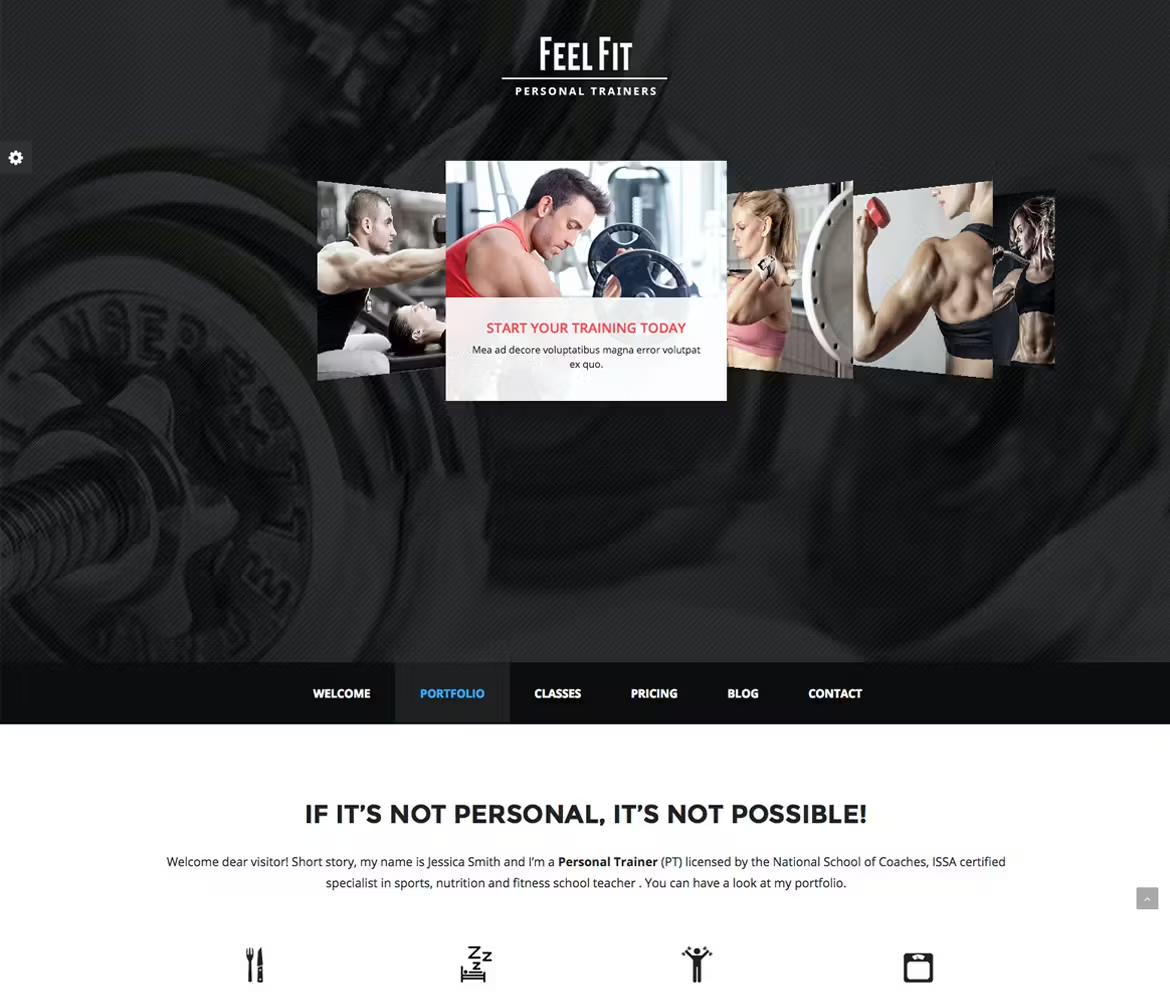 FEEL FIT
PERSONAL TRAINERS
START YOUR TRAINING TODAY
Mea ad decore voluptatibus magna error volutpat
ex quo.
WELCOME PORTFOLIO CLASSES PRICING BLOG CONTACT
IF IT'S NOT PERSONAL, IT'S NOT POSSIBLE!
Welcome dear visitor! Short story, my name is Jessica Smith and I'm a Personal Trainer (PT) licensed by the National School of Coaches, ISSA certified
specialist in sports, nutrition and fitness school teacher . You can have a look at my portfolio.
Z Z
Z